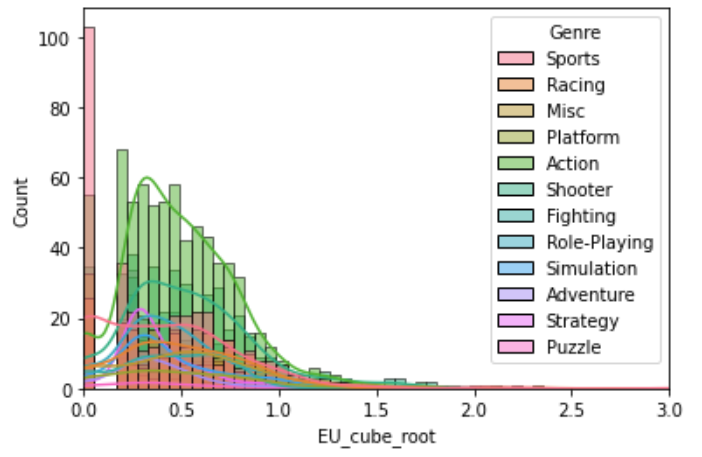 100
80
60
40
20
0
Count
0.0 0.5 1.0 1.5 2.0 2.5 3.0
EU_cube_root
Genre
Sports
Racing
Misc
Platform
Action
Shooter
Fighting
Role-Playing
Simulation
Adventure
Strategy
Puzzle